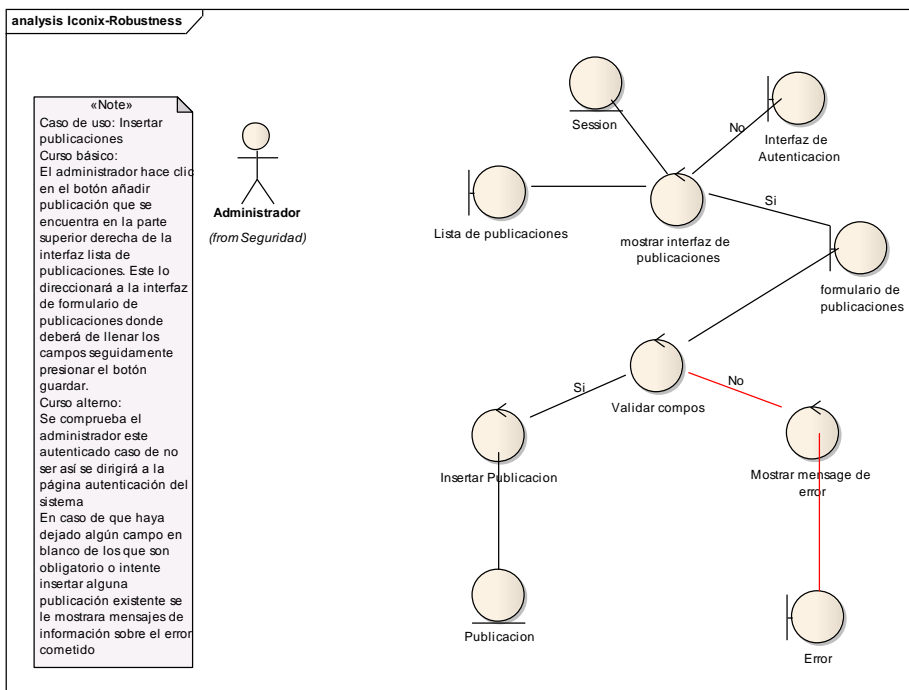 analysis Iconix-Robustness
«Note»
Caso de uso: Insertar
publicaciones
Curso básico:
El administrador hace clic
en el botón añadir
publicación que se
encuentra en la parte
superior derecha de la
interfaz lista de
publicaciones. Este lo
direccionará a la interfaz
de formulario de
publicaciones donde
deberá de llenar los
campos seguidamente
presionar el botón
guardar.
Curso alterno:
Se comprueba el
administrador este
autenticado caso de no
ser así se dirigirá a la
página autenticación del
sistema
En caso de que haya
dejado algún campo en
blanco de los que son
obligatorio o intente
insertar alguna
publicación existente se
le mostrara mensajes de
información sobre el error
cometido
Administrador
(from Seguridad)
Session
No
Interfaz de
Autenticacion
Lista de publicaciones
mostrar interfaz de
publicaciones
Si
formulario de
publicaciones
Validar compos
Si
No
Insertar Publicacion
Mostrar mensage de
error
Publicacion
Error